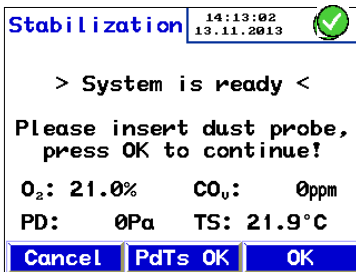 Stabilization 14:13:02
13.11.2013
> System is ready <
Please insert dust probe,
press OK to continue!
O₂: 21.0% COᵤ: 0ppm
PD: 0Pa TS: 21.9°C
Cancel PdTs OK OK